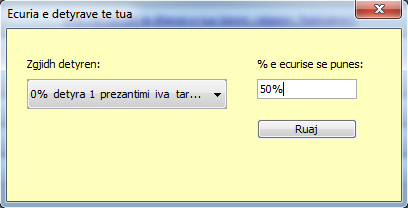 Ecuria e detyrave te tua
Zgjidh detyren:
% e ecurise se punes:
0% detyra 1 prezantimi iva tar...
50%
Ruaj